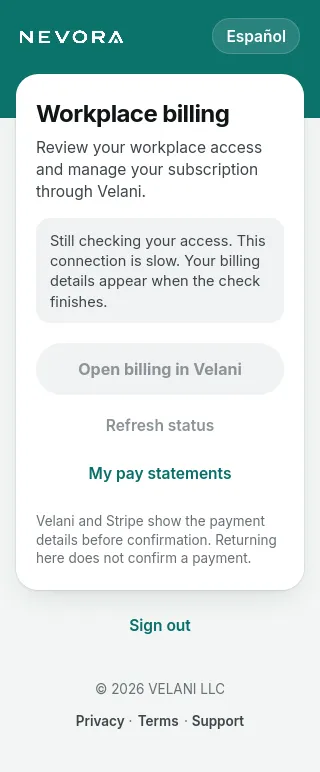 NEVORA
Español
Workplace billing
Review your workplace access
and manage your subscription
through Velani.
Still checking your access. This
connection is slow. Your billing
details appear when the check
finishes.
Open billing in Velani
Refresh status
My pay statements
Velani and Stripe show the payment
details before confirmation. Returning
here does not confirm a payment.
Sign out
© 2026 VELANI LLC
Privacy · Terms · Support